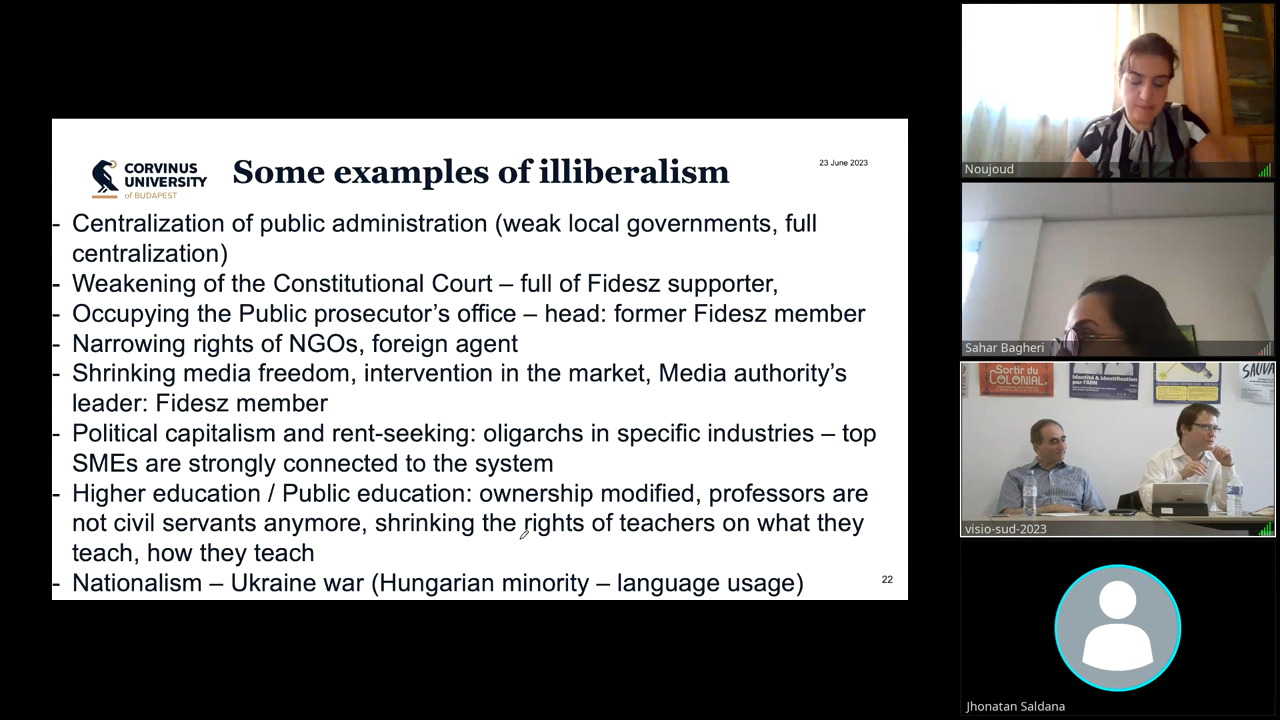 CORVINUS
UNIVERSITY
of BUDAPEST
Some examples of illiberalism
23 June 2023
- Centralization of public administration (weak local governments, full
centralization)
- Weakening of the Constitutional Court – full of Fidesz supporter,
- Occupying the Public prosecutor’s office – head: former Fidesz member
- Narrowing rights of NGOs, foreign agent
- Shrinking media freedom, intervention in the market, Media authority’s
leader: Fidesz member
- Political capitalism and rent-seeking: oligarchs in specific industries – top
SMEs are strongly connected to the system
- Higher education / Public education: ownership modified, professors are
not civil servants anymore, shrinking the rights of teachers on what they
teach, how they teach
- Nationalism – Ukraine war (Hungarian minority – language usage)
22
Noujoud
Sahar Bagheri
Sortir du
COLONIAL
Identité & Identification
par l'ADN
SAUVA
visio-sud-2023
Jhonatan Saldana